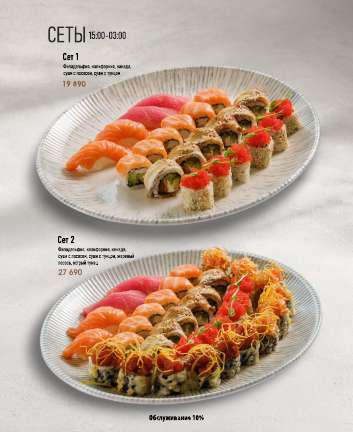 СЕТЫ 15:00-03:00
Сет 1
Филадельфия, калифорния, канада,
суши с лососем, суши с тунцом
19 890
Сет 2
Филадельфия, калифорния, канада,
суши с лососем, суши с тунцом, жареный
лосось, острый тунец
27 690
Обслуживание 10%